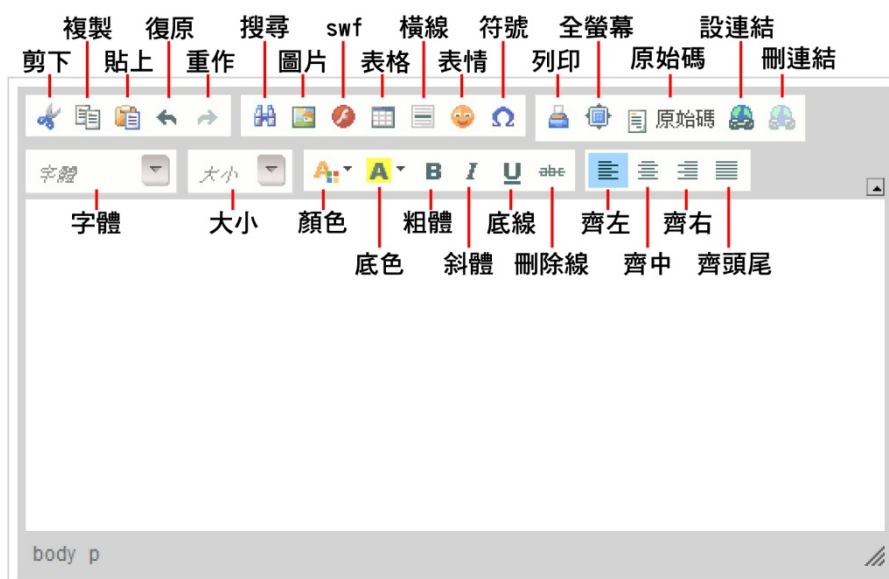 複製 復原 搜尋 swf 橫線 符號 全螢幕 設連結
剪下 貼上 重作 圖片 表格 表情 列印 原始碼 刪連結
原始碼
字體 大小 A A B I U abc
字體 大小 顏色 粗體 底線 齊左 齊右
底色 斜體 刪除線 齊中 齊頭尾
body p